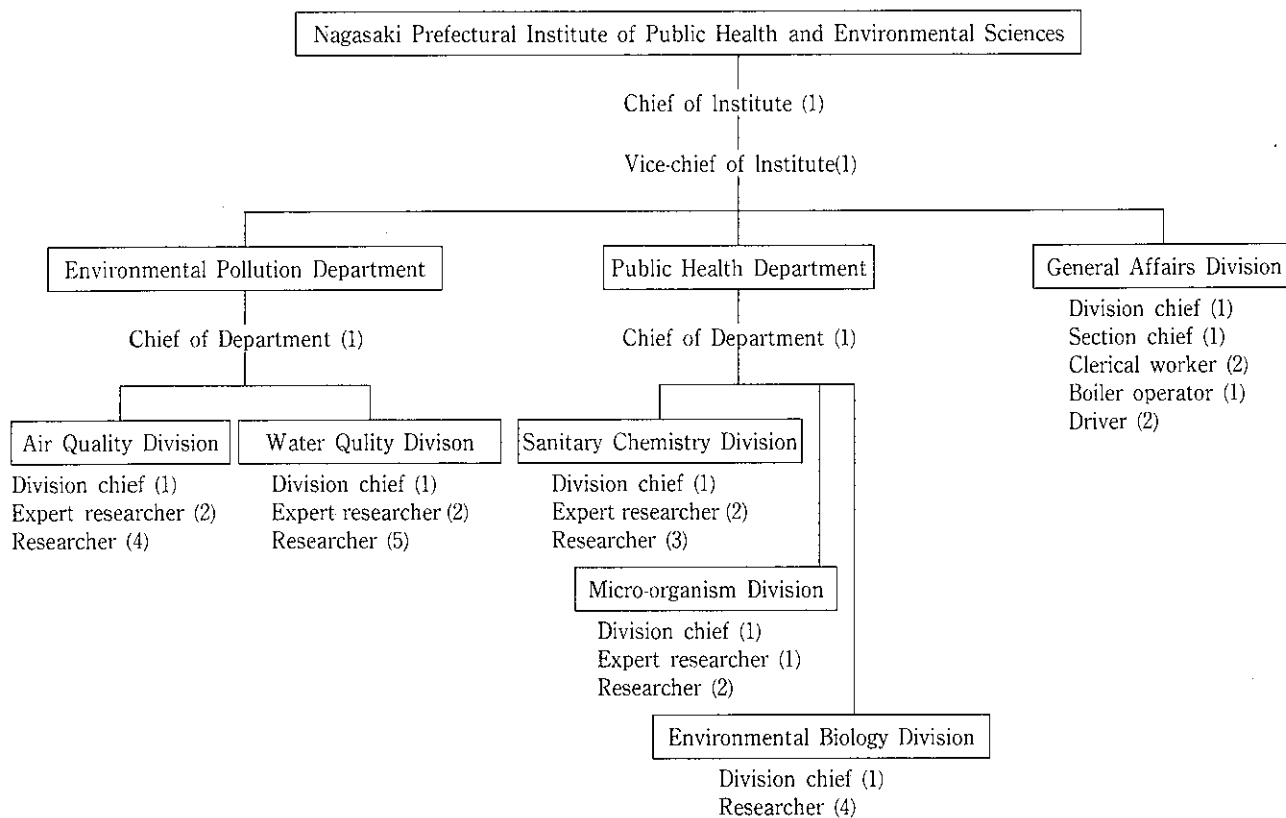 Nagasaki Prefectural Institute of Public Health and Environmental Sciences
Chief of Institute (1)
Vice-chief of Institute(1)
Environmental Pollution Department
Chief of Department (1)
Air Quality Division
Division chief (1)
Expert researcher (2)
Researcher (4)
Water Qulity Divison
Division chief (1)
Expert researcher (2)
Researcher (5)
Public Health Department
Chief of Department (1)
Sanitary Chemistry Division
Division chief (1)
Expert researcher (2)
Researcher (3)
Micro-organism Division
Division chief (1)
Expert researcher (1)
Researcher (2)
Environmental Biology Division
Division chief (1)
Researcher (4)
General Affairs Division
Division chief (1)
Section chief (1)
Clerical worker (2)
Boiler operator (1)
Driver (2)